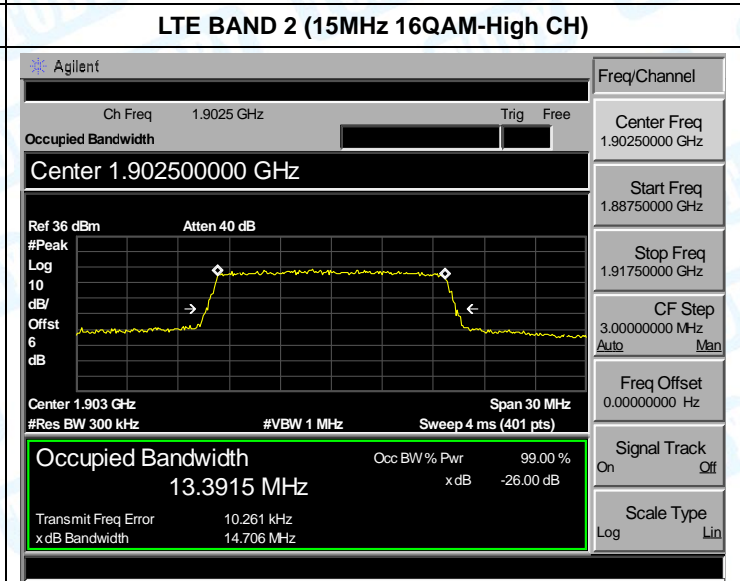 LTE BAND 2 (15MHz 16QAM-High CH)
Agilent
Freq/Channel
Ch Freq 1.9025 GHz Trig Free
Occupied Bandwidth
Center 1.902500000 GHz
Center Freq
1.90250000 GHz
Start Freq
1.88750000 GHz
Stop Freq
1.91750000 GHz
CF Step
3.00000000 MHz
Auto Man
Freq Offset
0.00000000 Hz
Signal Track
On Off
Scale Type
Log Lin
Ref 36 dBm Atten 40 dB
#Peak
Log
10
dB/
Offst
6
dB
Center 1.903 GHz Span 30 MHz
#Res BW 300 kHz #VBW 1 MHz Sweep 4 ms (401 pts)
Occupied Bandwidth Occ BW % Pwr 99.00 %
13.3915 MHz x dB -26.00 dB
Transmit Freq Error 10.261 kHz
x dB Bandwidth 14.706 MHz